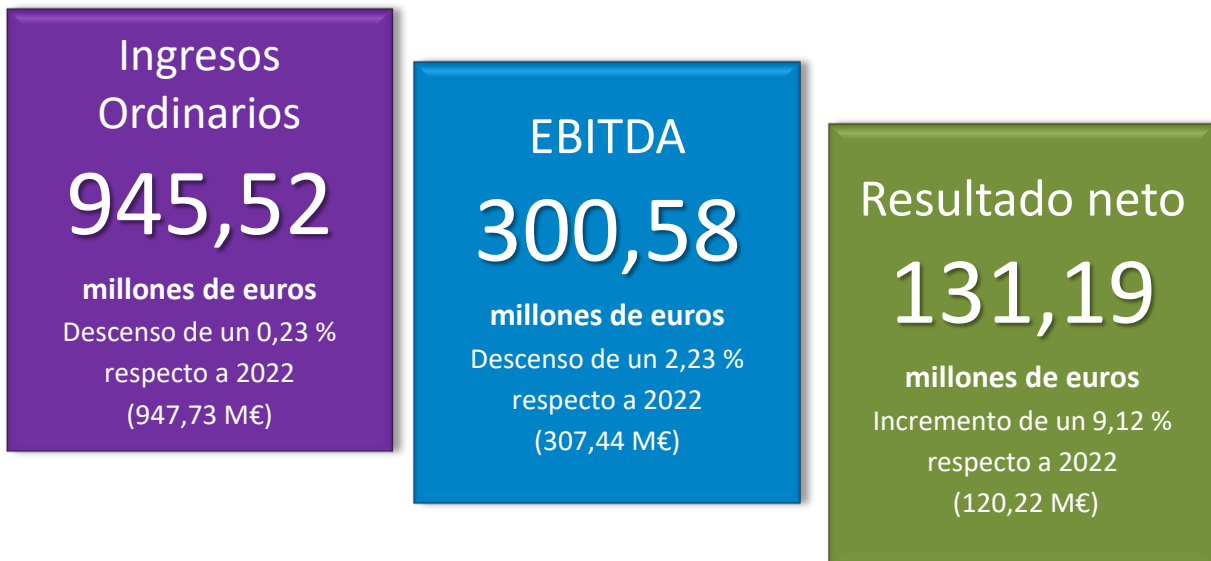 Ingresos
Ordinarios
945,52
millones de euros
Descenso de un 0,23 %
respecto a 2022
(947,73 M€)
EBITDA
300,58
millones de euros
Descenso de un 2,23 %
respecto a 2022
(307,44 M€)
Resultado neto
131,19
millones de euros
Incremento de un 9,12 %
respecto a 2022
(120,22 M€)